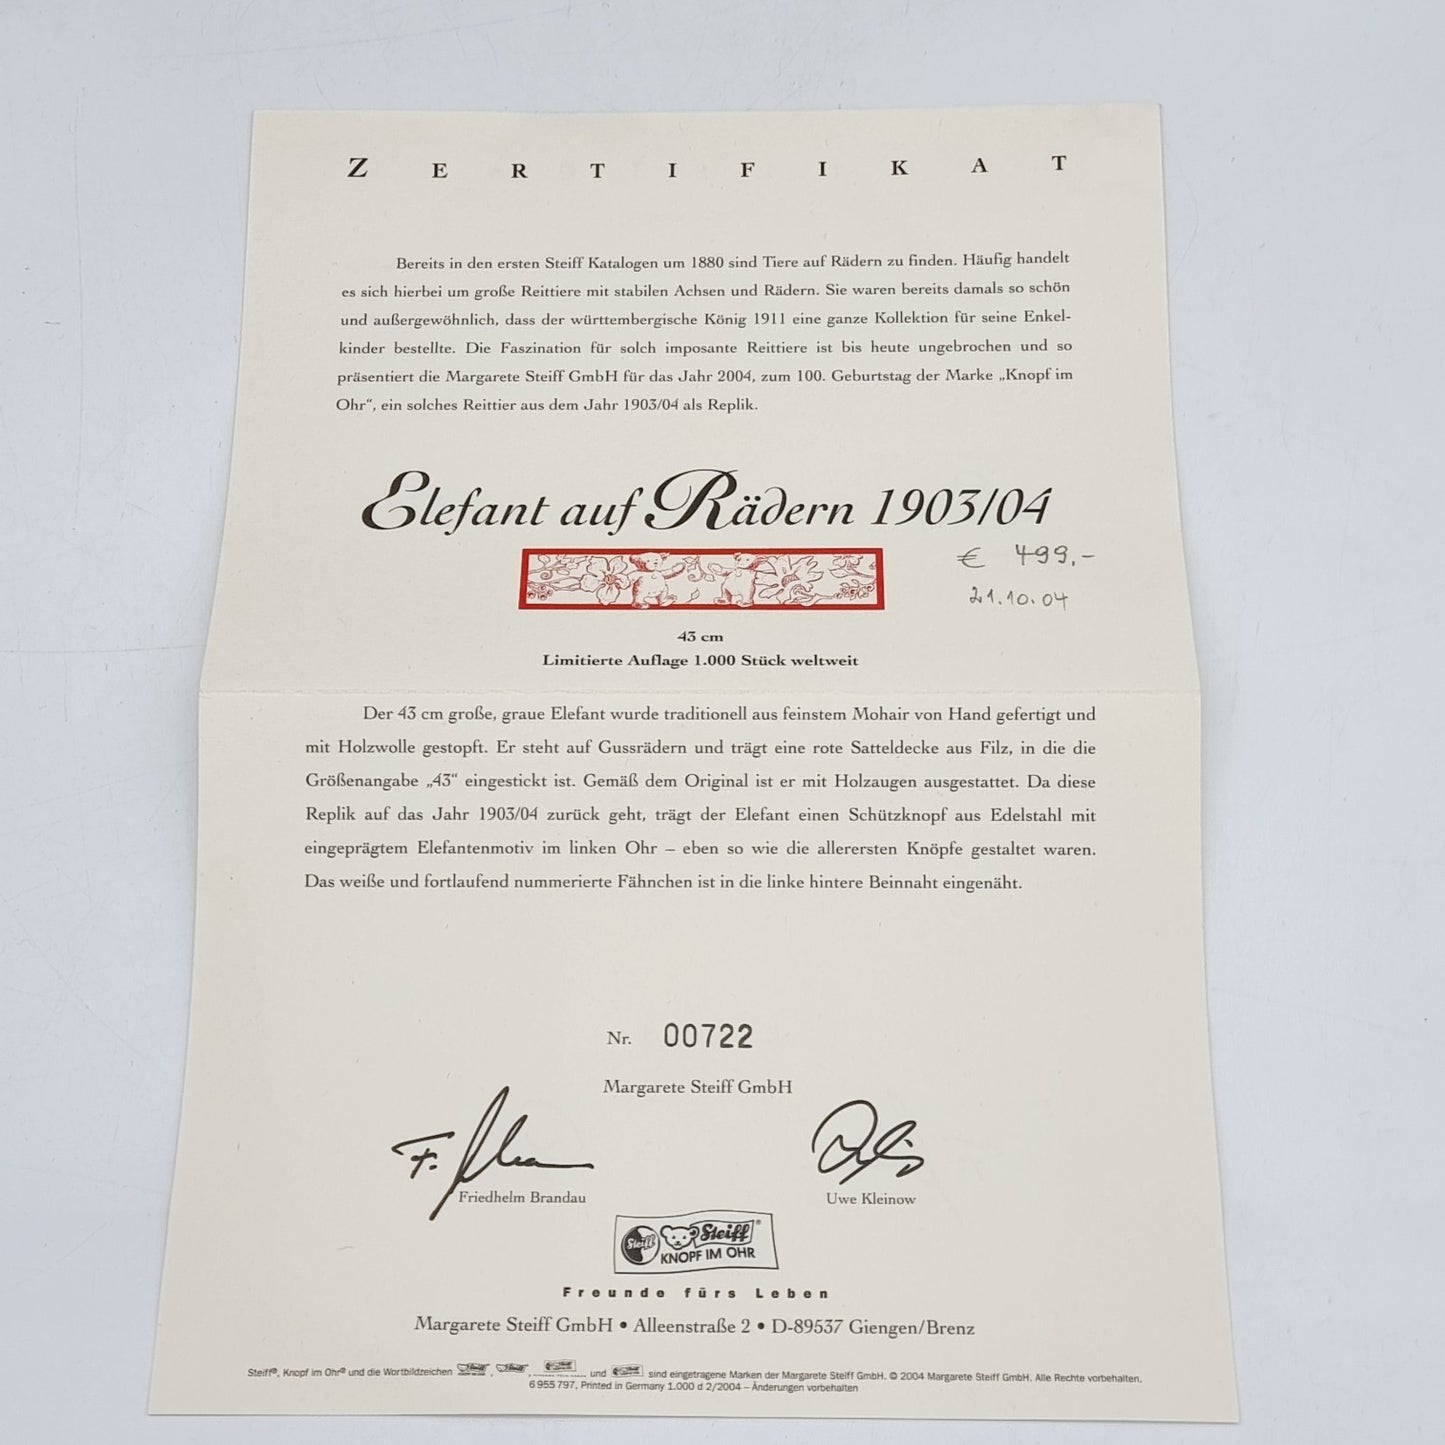 ZERTIFIKAT
Bereits in den ersten Steiff Katalogen um 1880 sind Tiere auf Rädern zu finden. Häufig handelt
es sich hierbei um große Reittiere mit stabilen Achsen und Rädern. Sie waren bereits damals so schön
und außergewöhnlich, dass der württembergische König 1911 eine ganze Kollektion für seine Enkel-
kinder bestellte. Die Faszination für solch imposante Reittiere ist bis heute ungebrochen und so
präsentiert die Margarete Steiff GmbH für das Jahr 2004, zum 100. Geburtstag der Marke „Knopf im
Ohr“, ein solches Reittier aus dem Jahr 1903/04 als Replik.
Elefant auf Rädern 1903/04
€ 499,-
21.10.04
43 cm
Limitierte Auflage 1.000 Stück weltweit
Der 43 cm große, graue Elefant wurde traditionell aus feinstem Mohair von Hand gefertigt und
mit Holzwolle gestopft. Er steht auf Gussrädern und trägt eine rote Satteldecke aus Filz, in die die
Größenangabe „43“ eingestickt ist. Gemäß dem Original ist er mit Holzaugen ausgestattet. Da diese
Replik auf das Jahr 1903/04 zurück geht, trägt der Elefant einen Schützknopf aus Edelstahl mit
eingeprägtem Elefantenmotiv im linken Ohr – eben so wie die allerersten Knöpfe gestaltet waren.
Das weiße und fortlaufend nummerierte Fähnchen ist in die linke hintere Beinnaht eingenäht.
Nr. 00722
Margarete Steiff GmbH
Friedhelm Brandau
Uwe Kleinow
Steiff Steiff®
KNOPF IM OHR
Freunde fürs Leben
Margarete Steiff GmbH • Alleenstraße 2 • D-89537 Giengen/Brenz
Steiff®, Knopf im Ohr® und die Wortbildzeichen , , und sind eingetragene Marken der Margarete Steiff GmbH. © 2004 Margarete Steiff GmbH. Alle Rechte vorbehalten.
6 955 797, Printed in Germany 1.000 d 2/2004 – Änderungen vorbehalten